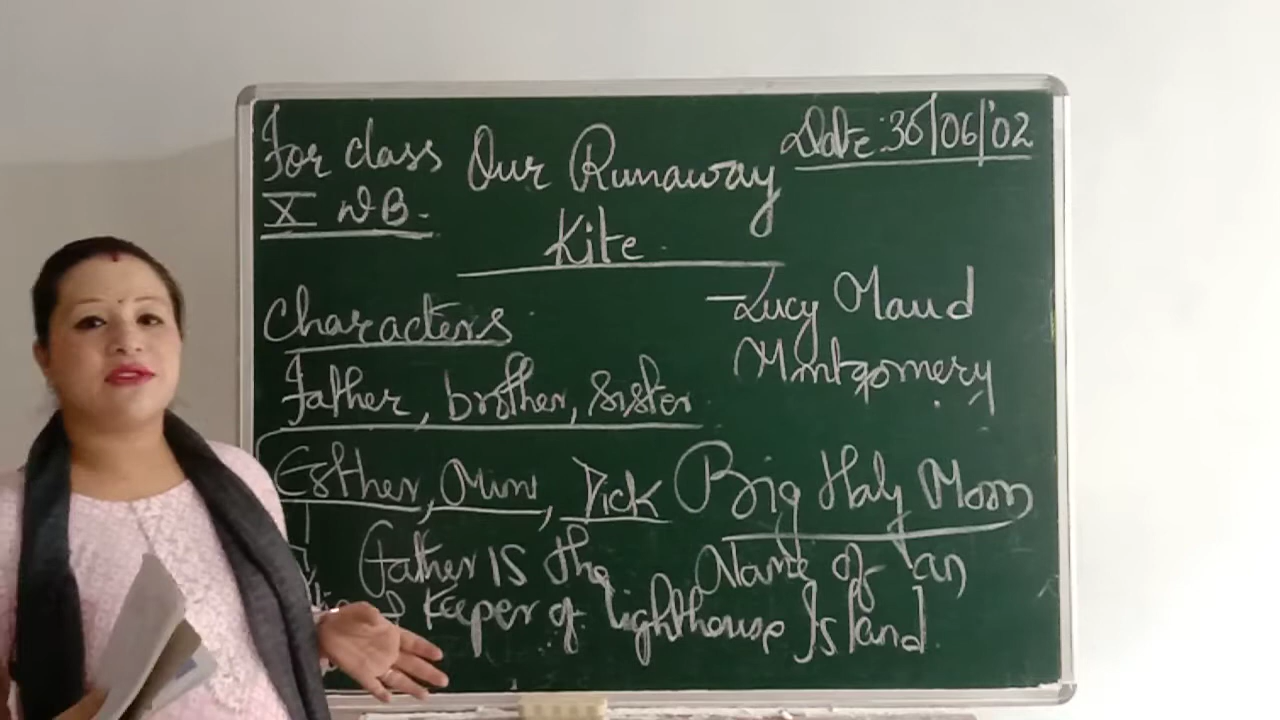 For class
X WB.
Our Runaway
Kite.
Date: 30/06/'02
— Lucy Maud
Montgomery
Characters
Father, brother, sister
Esther, Mimi, Dick
Big Haly Moon
Father is the
keeper of lighthouse
Name of an
Island